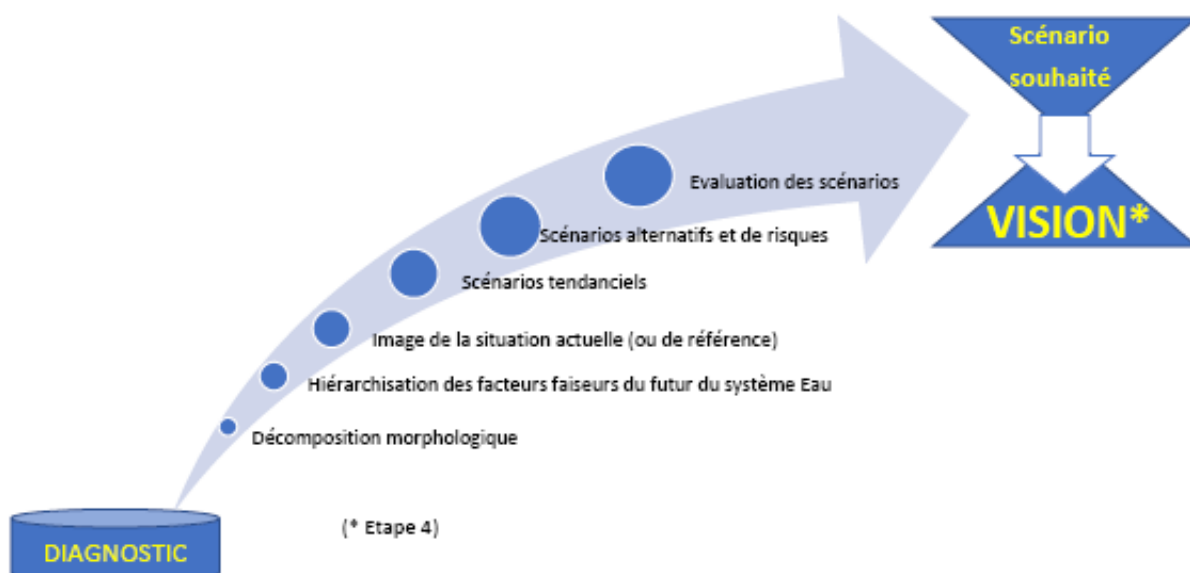 Scénario
souhaité
VISION*
Evaluation des scénarios
Scénarios alternatifs et de risques
Scénarios tendanciels
Image de la situation actuelle (ou de référence)
Hiérarchisation des facteurs faiseurs du futur du système Eau
Décomposition morphologique
(* Etape 4)
DIAGNOSTIC